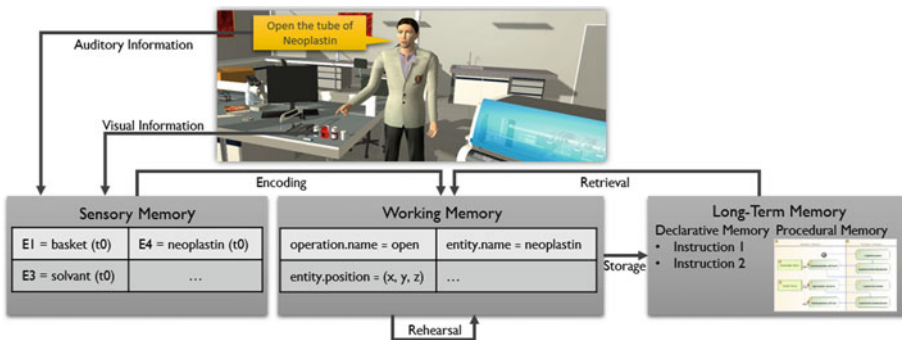 Open the tube of
Neoplastin
Auditory Information
Visual Information
Encoding
Retrieval
Sensory Memory
E1 = basket (t0)
E4 = neoplastin (t0)
E3 = solvant (t0)
...
Working Memory
operation.name = open
entity.name = neoplastin
entity.position = (x, y, z)
...
Rehearsal
Storage
Long-Term Memory
Declarative Memory
• Instruction 1
• Instruction 2
Procedural Memory